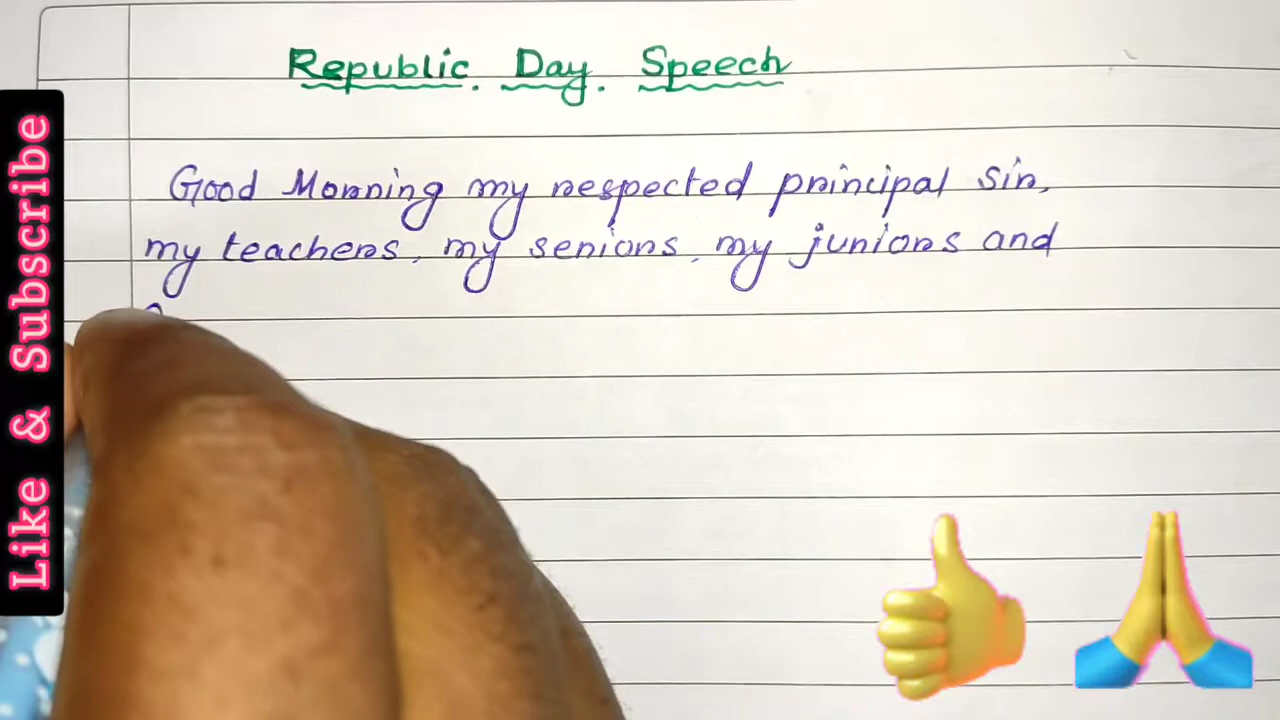 Republic. Day. Speech
Good Morning my respected principal Sir,
my teachers, my seniors, my juniors and
Like & Subscribe